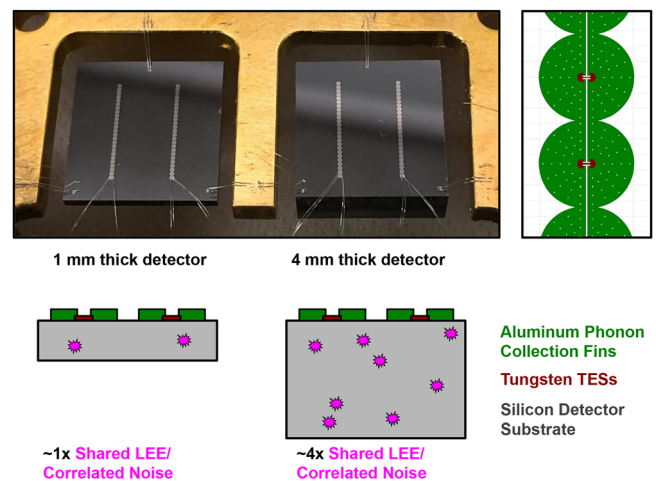 1 mm thick detector
4 mm thick detector
Aluminum Phonon
Collection Fins
Tungsten TESs
Silicon Detector
Substrate
~1x Shared LEE/
Correlated Noise
~4x Shared LEE/
Correlated Noise